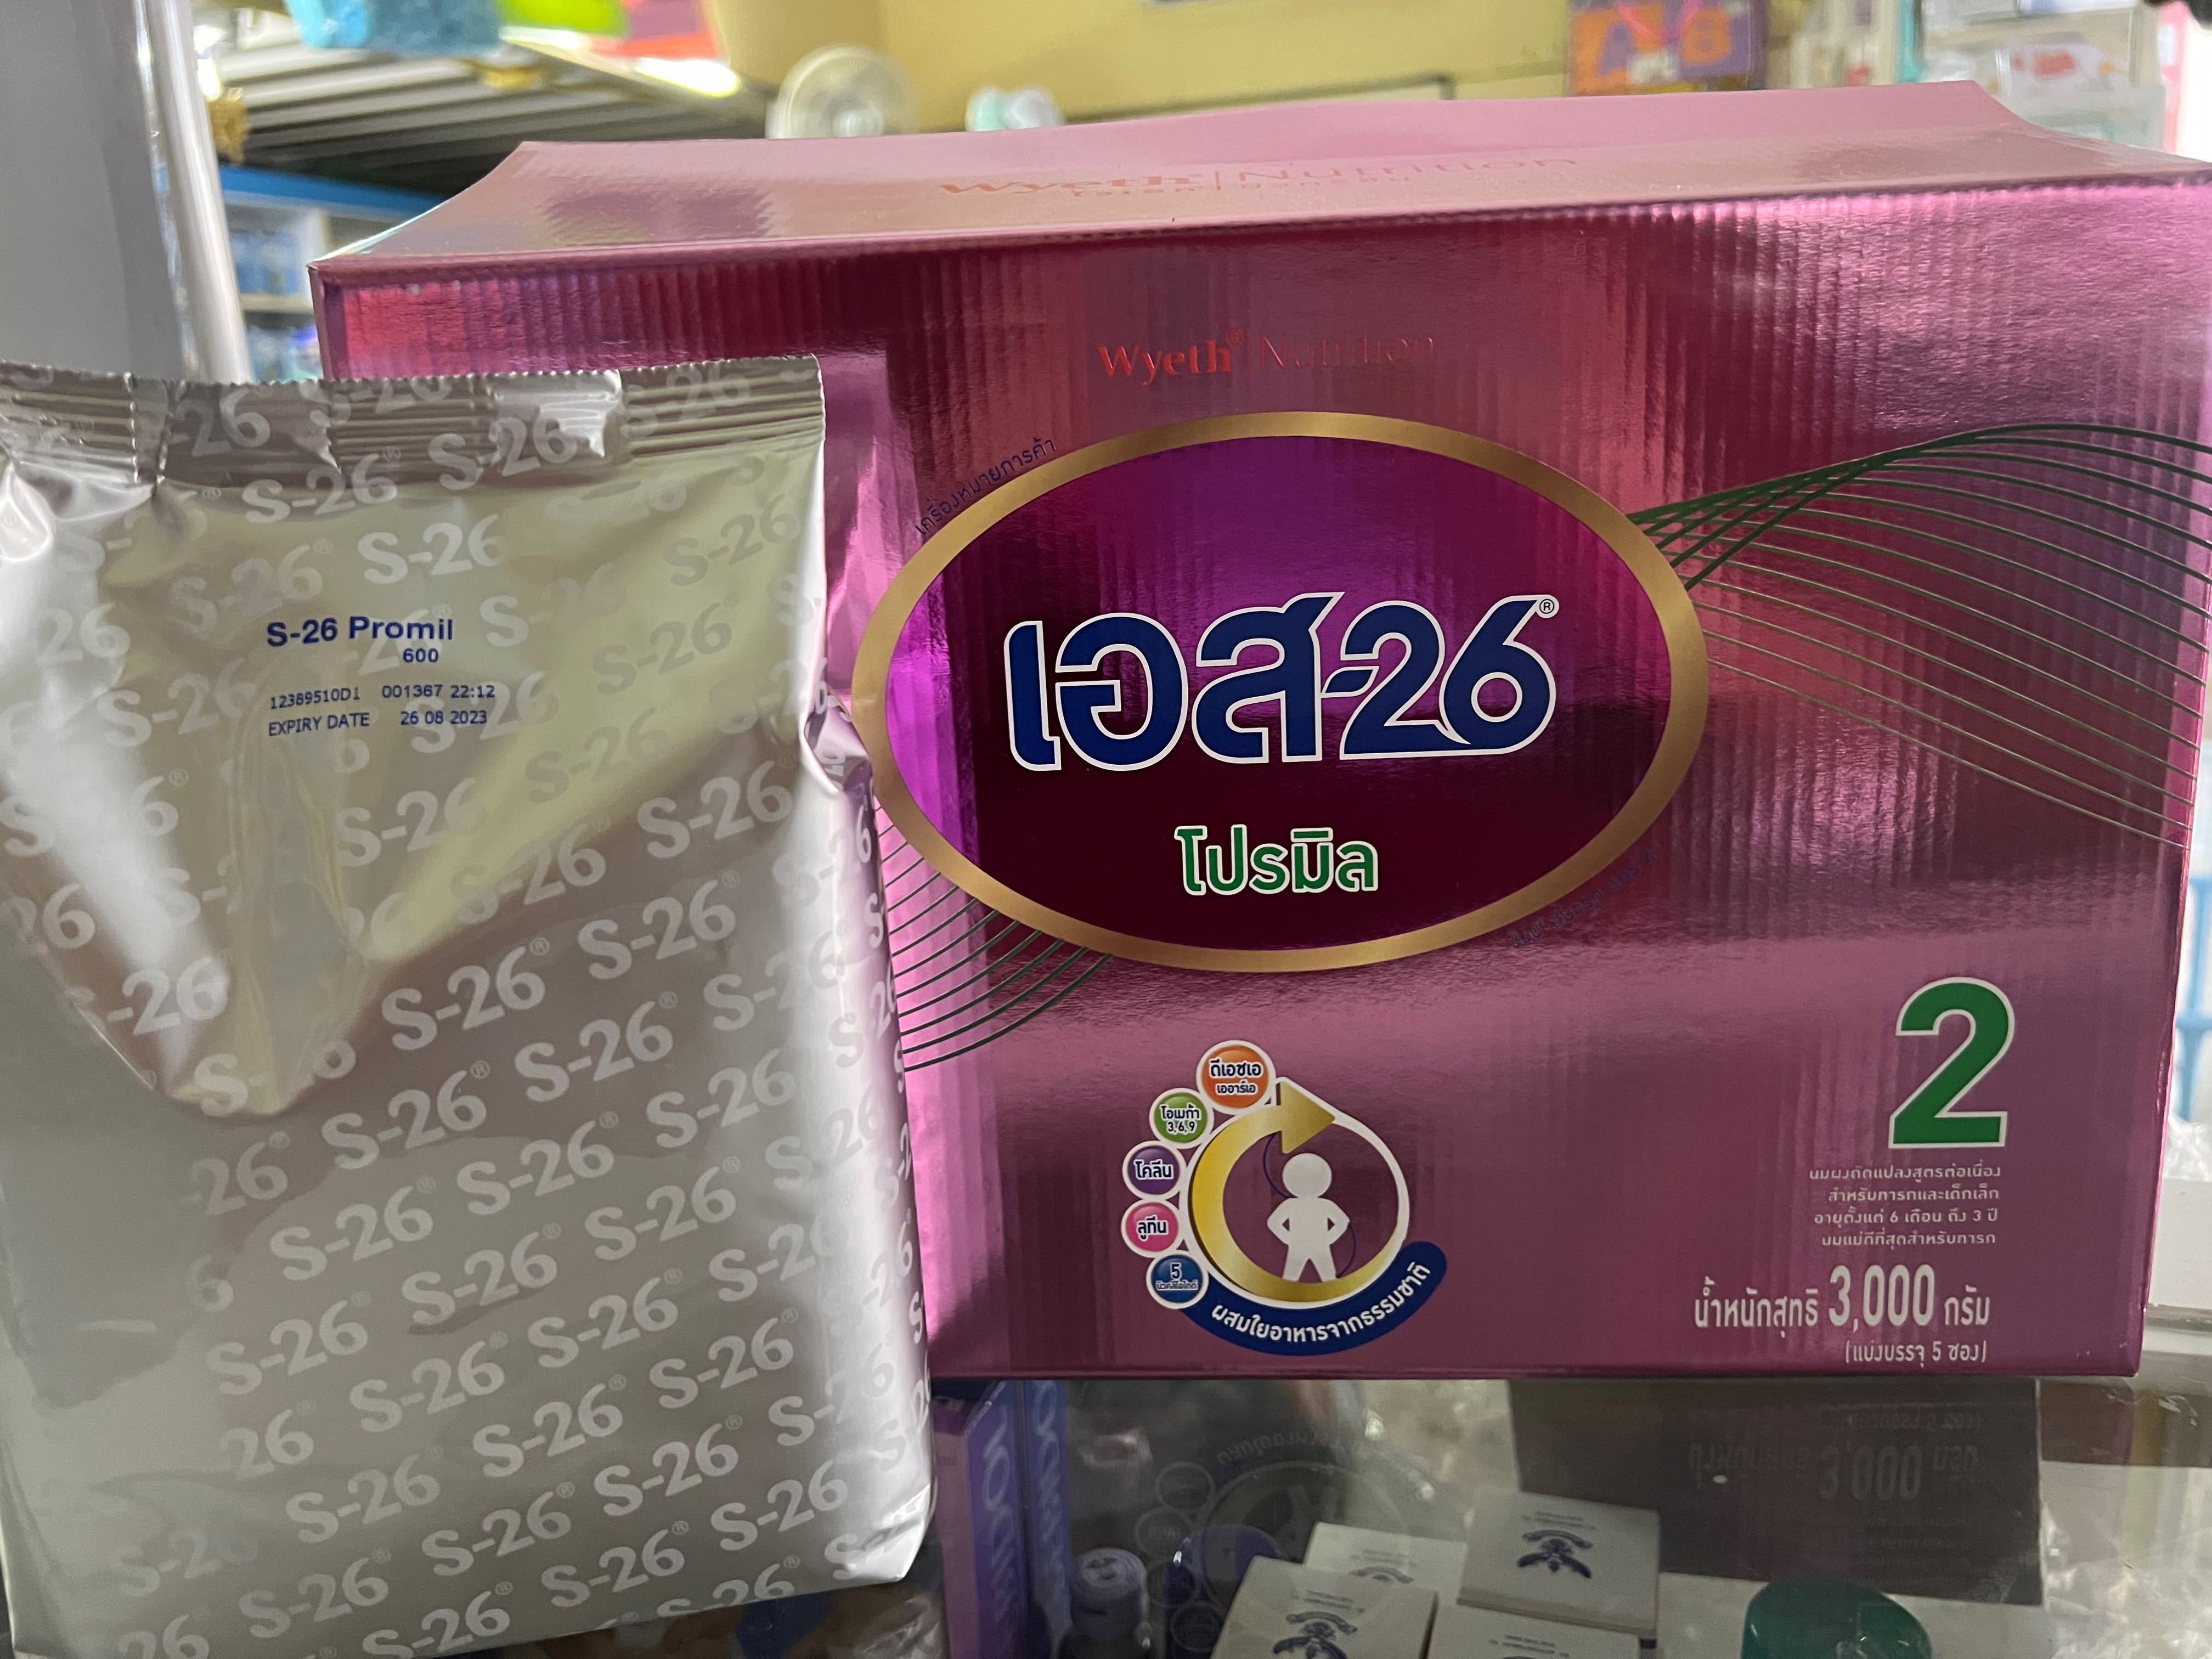 Wyeth® | Nutrition
S-26 Promil
600
12389510D1 001367 22:12
EXPIRY DATE 26 08 2023
Wyeth® | Nutrition
เครื่องหมายการค้า
เอส-26®
โปรมิล
2
นมผงดัดแปลงสูตรต่อเนื่อง
สำหรับทารกและเด็กเล็ก
อายุตั้งแต่ 6 เดือน ถึง 3 ปี
นมแม่ดีที่สุดสำหรับทารก
น้ำหนักสุทธิ 3,000 กรัม
(แบ่งบรรจุ 5 ซอง)
ดีเอชเอ
เออาร์เอ
โอเมก้า
3,6,9
โคลีน
ลูทีน
5
ผสมใยอาหารจากธรรมชาติ
S-26®